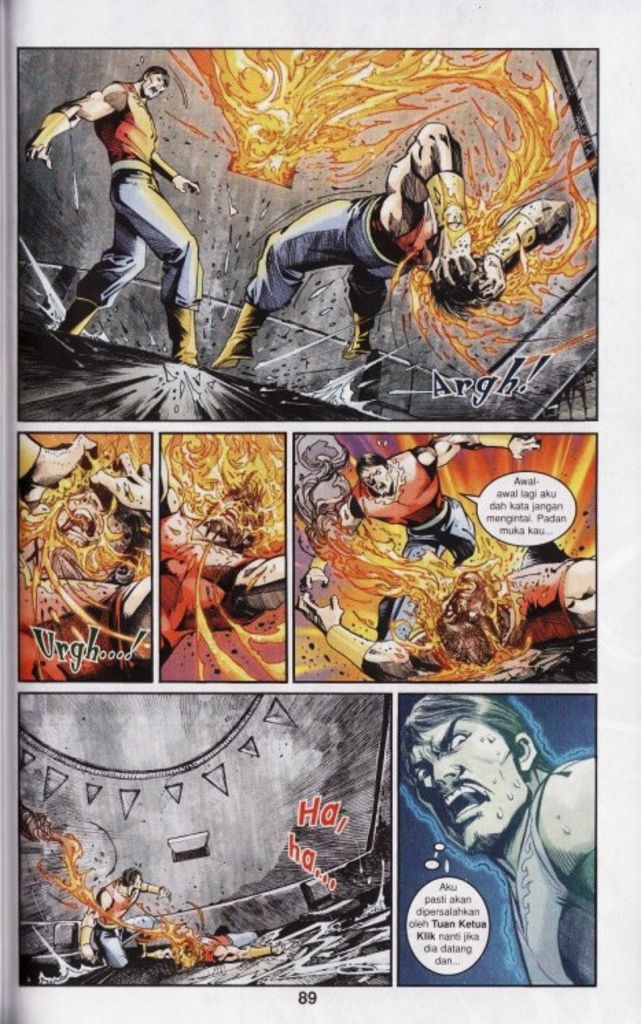 Argh!
Urgh....!
Awal-
awal lagi aku
dah kata jangan
mengintai. Padan
muka kau...
Ha,
ha...
Aku
pasti akan
dipersalahkan
oleh Tuan Ketua
Klik nanti jika
dia datang
dan...
89